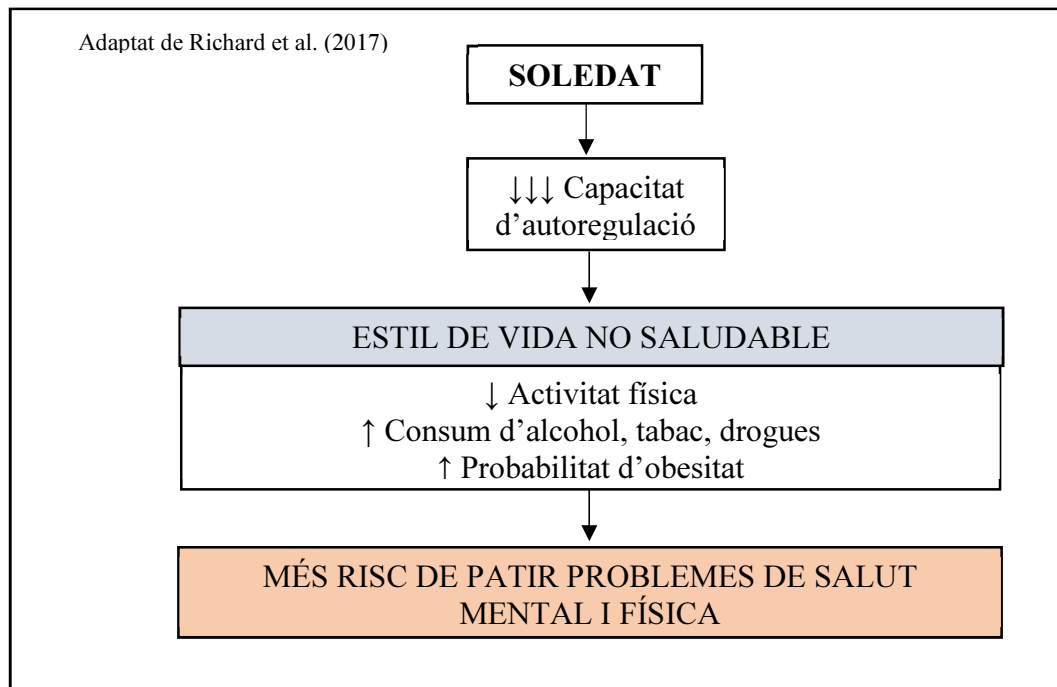 Adaptat de Richard et al. (2017)
SOLEDAT
↓↓↓ Capacitat
d’autoregulació
ESTIL DE VIDA NO SALUDABLE
↓ Activitat física
↑ Consum d’alcohol, tabac, drogues
↑ Probabilitat d’obesitat
MÉS RISC DE PATIR PROBLEMES DE SALUT
MENTAL I FÍSICA